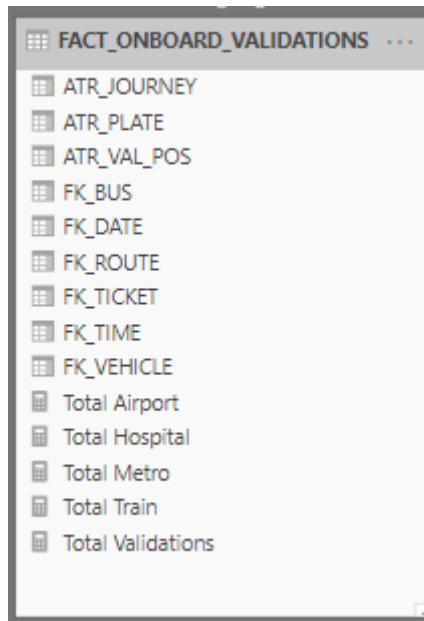 FACT_ONBOARD_VALIDATIONS ...
ATR_JOURNEY
ATR_PLATE
ATR_VAL_POS
FK_BUS
FK_DATE
FK_ROUTE
FK_TICKET
FK_TIME
FK_VEHICLE
Total Airport
Total Hospital
Total Metro
Total Train
Total Validations